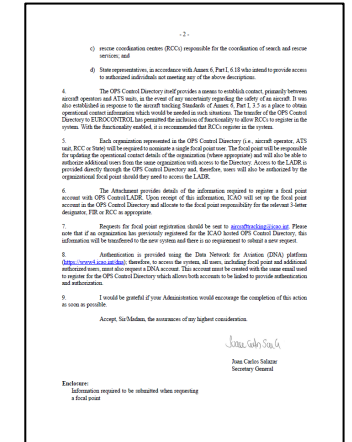 - 2 -
c) rescue coordination centres (RCCs) responsible for the coordination of search and rescue
services; and
d) State representatives, in accordance with Annex 6, Part I, 6.18 who intend to provide access
to authorized individuals not meeting any of the above descriptions.
4. The OPS Control Directory itself provides a means to establish contact, primarily between
aircraft operators and ATS units, in the event of any uncertainty regarding the safety of an aircraft. It was
also established in response to the aircraft tracking Standards of Annex 6, Part I, 3.5 as a place to obtain
operational contact information which would be needed in such situations. The transfer of the OPS Control
Directory to EUROCONTROL has permitted the inclusion of functionality to allow RCCs to register in the
system. With the functionality enabled, it is recommended that RCCs register in the system.
5. Each organization represented in the OPS Control Directory (i.e., aircraft operator, ATS
unit, RCC or State) will be required to nominate a single focal point user. The focal point will be responsible
for updating the operational contact details of the organization (where appropriate) and will also be able to
authorize additional users from the same organization with access to the Directory. Access to the LADR is
provided directly through the OPS Control Directory and, therefore, users will also be authorized by the
organizational focal point should they need to access the LADR.
6. The Attachment provides details of the information required to register a focal point
account with OPS Control/LADR. Upon receipt of this information, ICAO will set up the focal point
account in the OPS Control Directory and allocate to the focal point responsibility for the relevant 3-letter
designator, FIR or RCC as appropriate.
7. Requests for focal point registration should be sent to aircrafttracking@icao.int. Please
note that if an organization has previously registered for the ICAO hosted OPS Control Directory, this
information will be transferred to the new system and there is no requirement to submit a new request.
8. Authentication is provided using the Data Network for Aviation (DNA) platform
(https://www4.icao.int/dna); therefore, to access the system, all users, including focal point and additional
authorized users, must also request a DNA account. This account must be created with the same email used
to register for the OPS Control Directory which allows both accounts to be linked to provide authentication
and authorization.
9. I would be grateful if your Administration would encourage the completion of this action
as soon as possible.
Accept, Sir/Madam, the assurances of my highest consideration.
Juan Carlos Salazar
Secretary General
Enclosure:
Information required to be submitted when requesting
a focal point